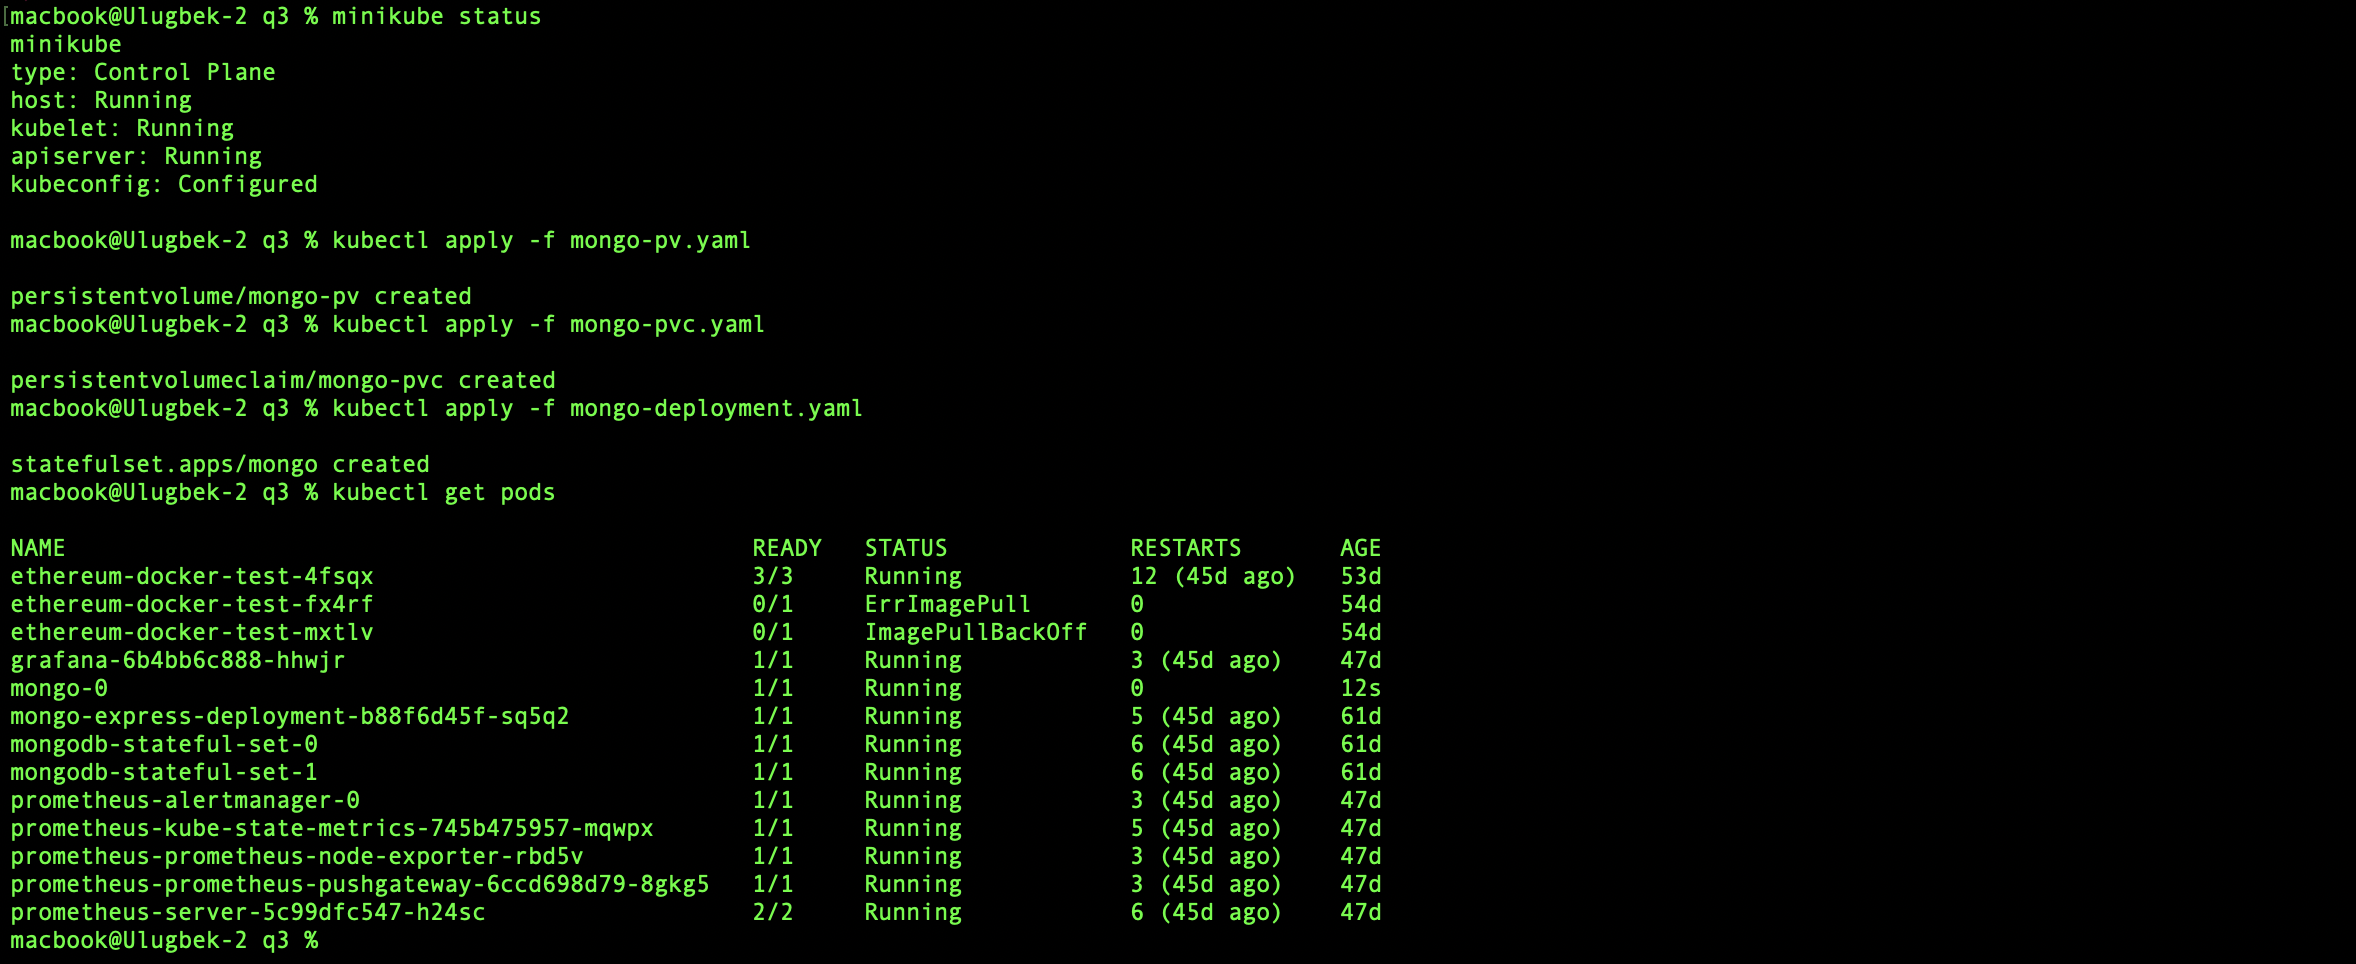 [macbook@Ulugbek-2 q3 % minikube status
minikube
type: Control Plane
host: Running
kubelet: Running
apiserver: Running
kubeconfig: Configured
macbook@Ulugbek-2 q3 % kubectl apply -f mongo-pv.yaml
persistentvolume/mongo-pv created
macbook@Ulugbek-2 q3 % kubectl apply -f mongo-pvc.yaml
persistentvolumeclaim/mongo-pvc created
macbook@Ulugbek-2 q3 % kubectl apply -f mongo-deployment.yaml
statefulset.apps/mongo created
macbook@Ulugbek-2 q3 % kubectl get pods
NAME READY STATUS RESTARTS AGE
ethereum-docker-test-4fsqx 3/3 Running 12 (45d ago) 53d
ethereum-docker-test-fx4rf 0/1 ErrImagePull 0 54d
ethereum-docker-test-mxtlv 0/1 ImagePullBackOff 0 54d
grafana-6b4bb6c888-hhwjr 1/1 Running 3 (45d ago) 47d
mongo-0 1/1 Running 0 12s
mongo-express-deployment-b88f6d45f-sq5q2 1/1 Running 5 (45d ago) 61d
mongodb-stateful-set-0 1/1 Running 6 (45d ago) 61d
mongodb-stateful-set-1 1/1 Running 6 (45d ago) 61d
prometheus-alertmanager-0 1/1 Running 3 (45d ago) 47d
prometheus-kube-state-metrics-745b475957-mqwpx 1/1 Running 5 (45d ago) 47d
prometheus-prometheus-node-exporter-rbd5v 1/1 Running 3 (45d ago) 47d
prometheus-prometheus-pushgateway-6ccd698d79-8gkg5 1/1 Running 3 (45d ago) 47d
prometheus-server-5c99dfc547-h24sc 2/2 Running 6 (45d ago) 47d
macbook@Ulugbek-2 q3 %